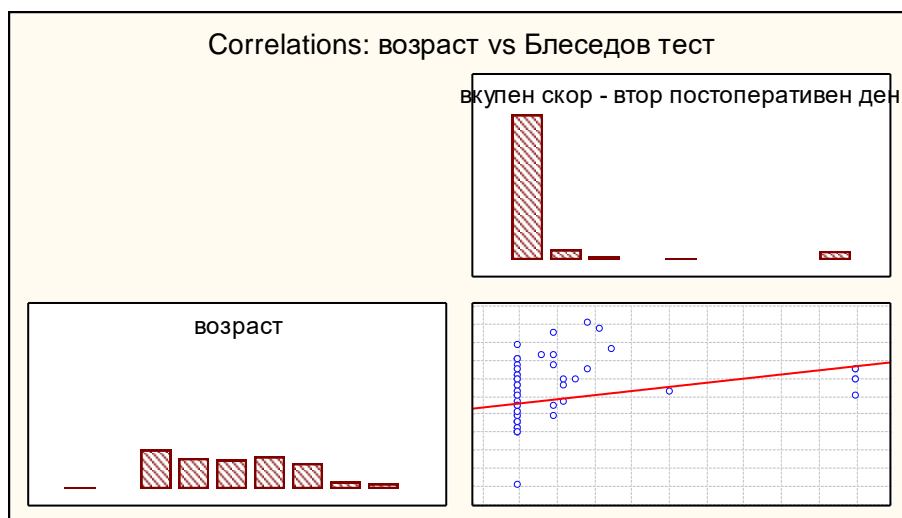 Correlations: возраст vs Блеседов тест
вкупен скор - втор постоперативен ден
возраст